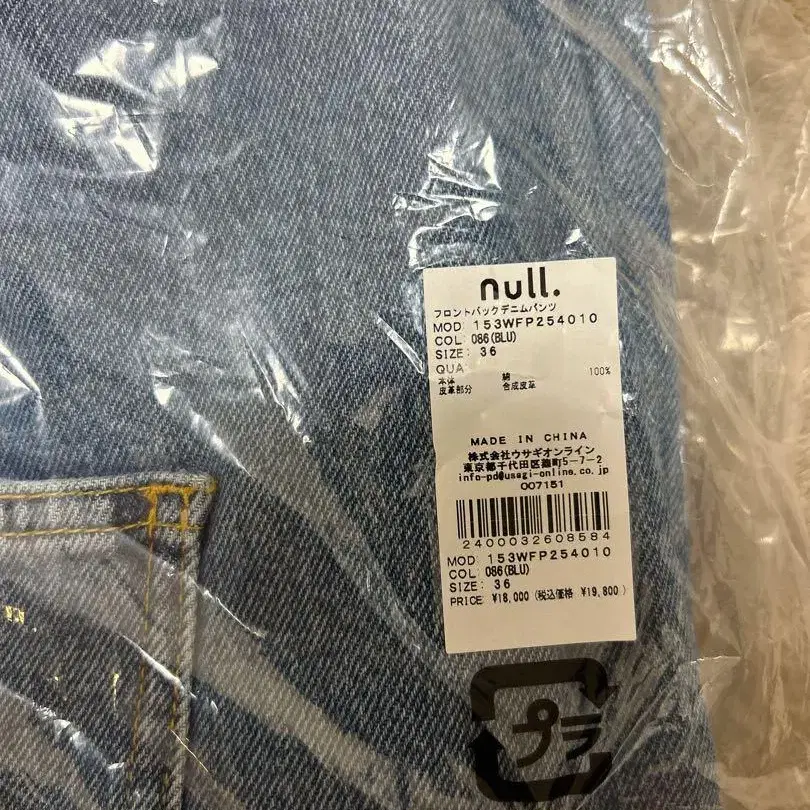 null.
フロントバックデニムパンツ
MOD: 153WFP254010
COL: 086(BLU)
SIZE: 36
QUA
本体 綿 100%
皮革部分 合成皮革
MADE IN CHINA
株式会社ウサギオンライン
東京都千代田区麹町5-7-2
info-pd@usagi-online.co.jp
007151
2400032608584
MOD: 153WFP254010
COL: 086(BLU)
SIZE: 36
PRICE: ¥18,000 (税込価格 ¥19,800)
プラ